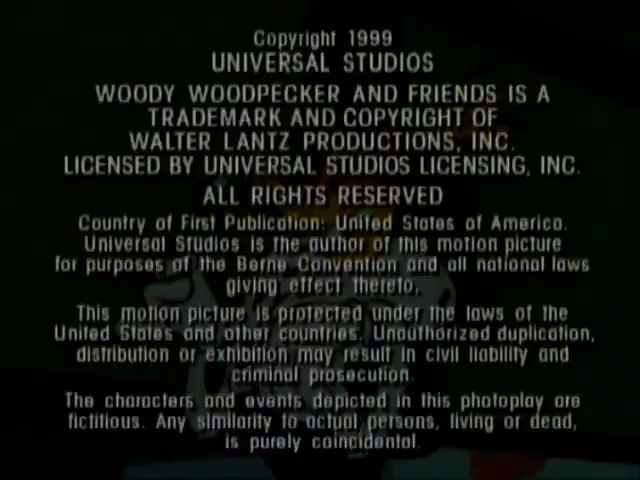 Copyright 1999
UNIVERSAL STUDIOS
WOODY WOODPECKER AND FRIENDS IS A
TRADEMARK AND COPYRIGHT OF
WALTER LANTZ PRODUCTIONS, INC.
LICENSED BY UNIVERSAL STUDIOS LICENSING, INC.
ALL RIGHTS RESERVED
Country of First Publication: United States of America.
Universal Studios is the author of this motion picture
for purposes of the Berne Convention and all national laws
giving effect thereto.
This motion picture is protected under the laws of the
United States and other countries. Unauthorized duplication,
distribution or exhibition may result in civil liability and
criminal prosecution.
The characters and events depicted in this photoplay are
fictitious. Any similarity to actual persons, living or dead,
is purely coincidental.